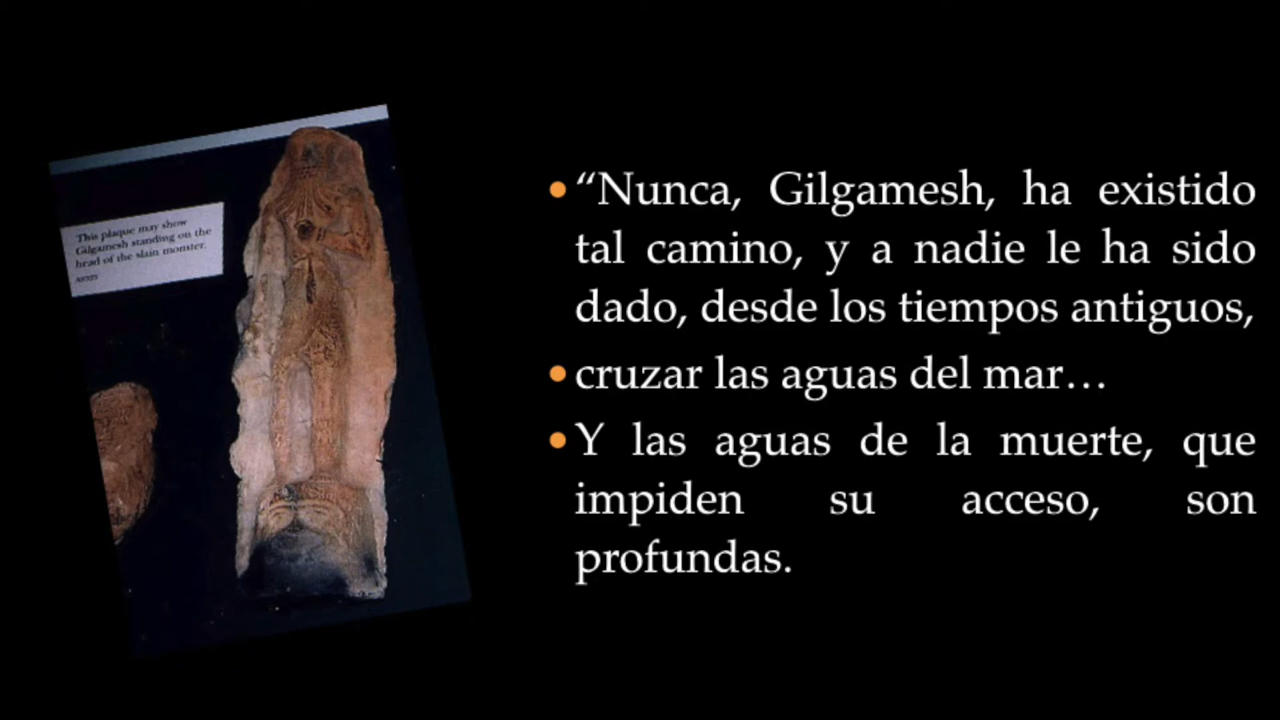 This plaque may show
Gilgamesh standing on the
head of the slain monster.
“Nunca, Gilgamesh, ha existido
tal camino, y a nadie le ha sido
dado, desde los tiempos antiguos,
cruzar las aguas del mar…
Y las aguas de la muerte, que
impiden su acceso, son
profundas.